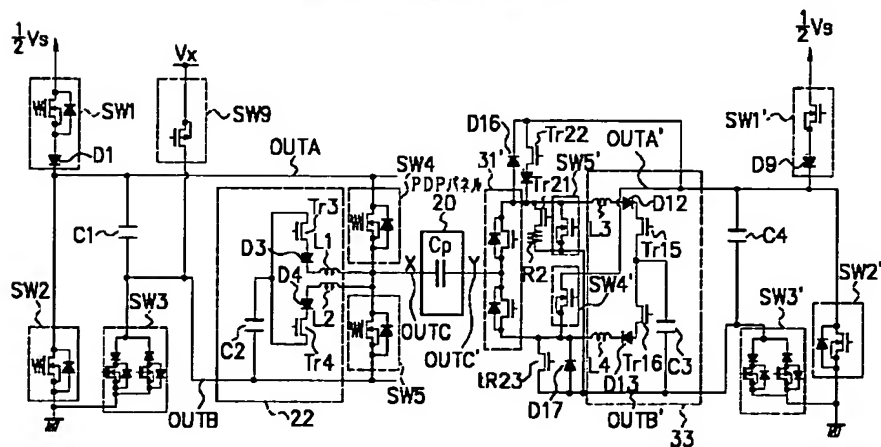 ½Vs
Vx
½Vs
SW1
SW9
D16
Tr22
SW1'
OUTA'
D1
OUTA
SW4
31'
SW5'
D9
PDPパネル
Tr21
20
D12
Tr3
C1
D3
L1
Cp
X
Y
L3
Tr15
C4
R2
D4
SW4'
SW2
SW3
L2
SW3'
SW2'
C2
OUTC
Tr4
OUTC'
L4
Tr16
C3
SW5
tR23
D13
OUTB
22
D17
OUTB'
33